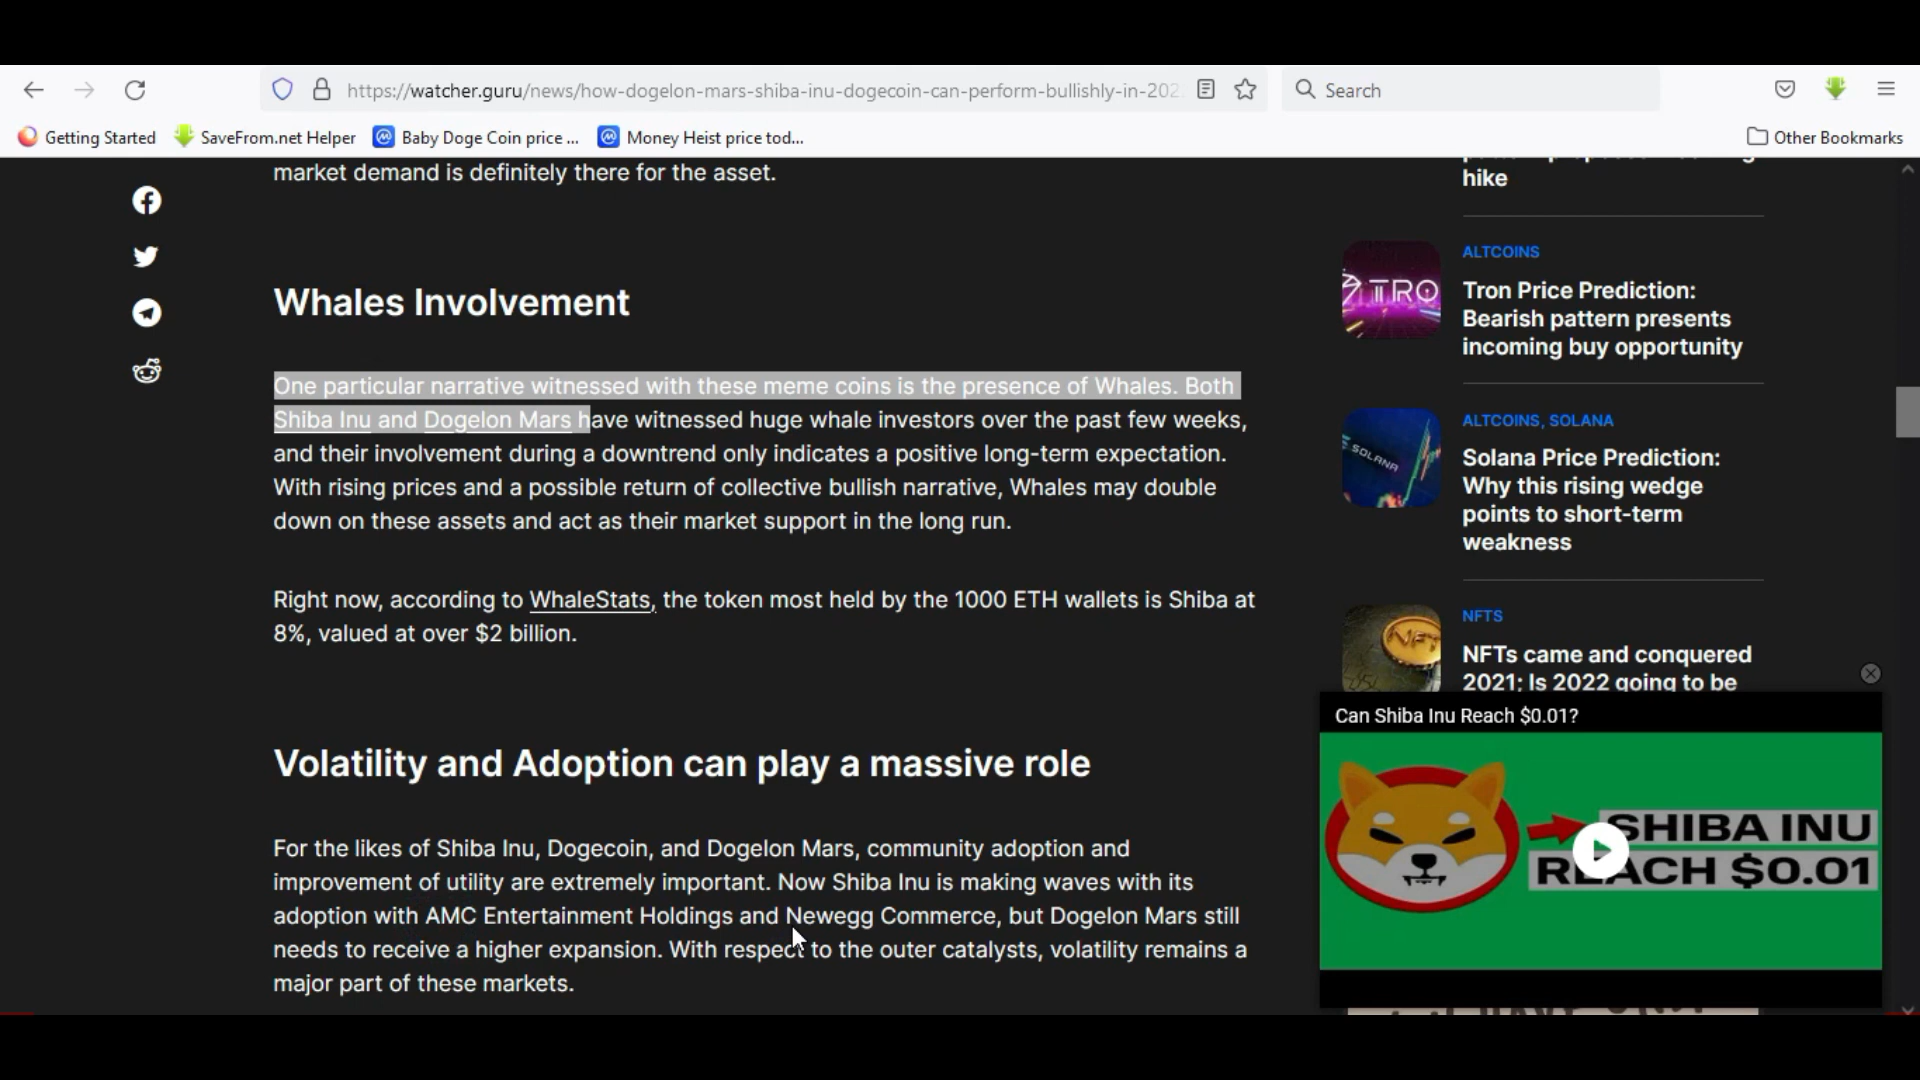 https://watcher.guru/news/how-dogelon-mars-shiba-inu-dogecoin-can-perform-bullishly-in-202
Search
Getting Started
SaveFrom.net Helper
Baby Doge Coin price ...
Money Heist price tod...
Other Bookmarks
market demand is definitely there for the asset.
Whales Involvement
One particular narrative witnessed with these meme coins is the presence of Whales. Both
Shiba Inu and Dogelon Mars have witnessed huge whale investors over the past few weeks,
and their involvement during a downtrend only indicates a positive long-term expectation.
With rising prices and a possible return of collective bullish narrative, Whales may double
down on these assets and act as their market support in the long run.
Right now, according to WhaleStats, the token most held by the 1000 ETH wallets is Shiba at
8%, valued at over $2 billion.
Volatility and Adoption can play a massive role
For the likes of Shiba Inu, Dogecoin, and Dogelon Mars, community adoption and
improvement of utility are extremely important. Now Shiba Inu is making waves with its
adoption with AMC Entertainment Holdings and Newegg Commerce, but Dogelon Mars still
needs to receive a higher expansion. With respect to the outer catalysts, volatility remains a
major part of these markets.
hike
ALTCOINS
TRO
Tron Price Prediction:
Bearish pattern presents
incoming buy opportunity
ALTCOINS, SOLANA
SOLANA
Solana Price Prediction:
Why this rising wedge
points to short-term
weakness
NFTS
NFTs came and conquered
2021; Is 2022 going to be
Can Shiba Inu Reach $0.01?
SHIBA INU
REACH $0.01